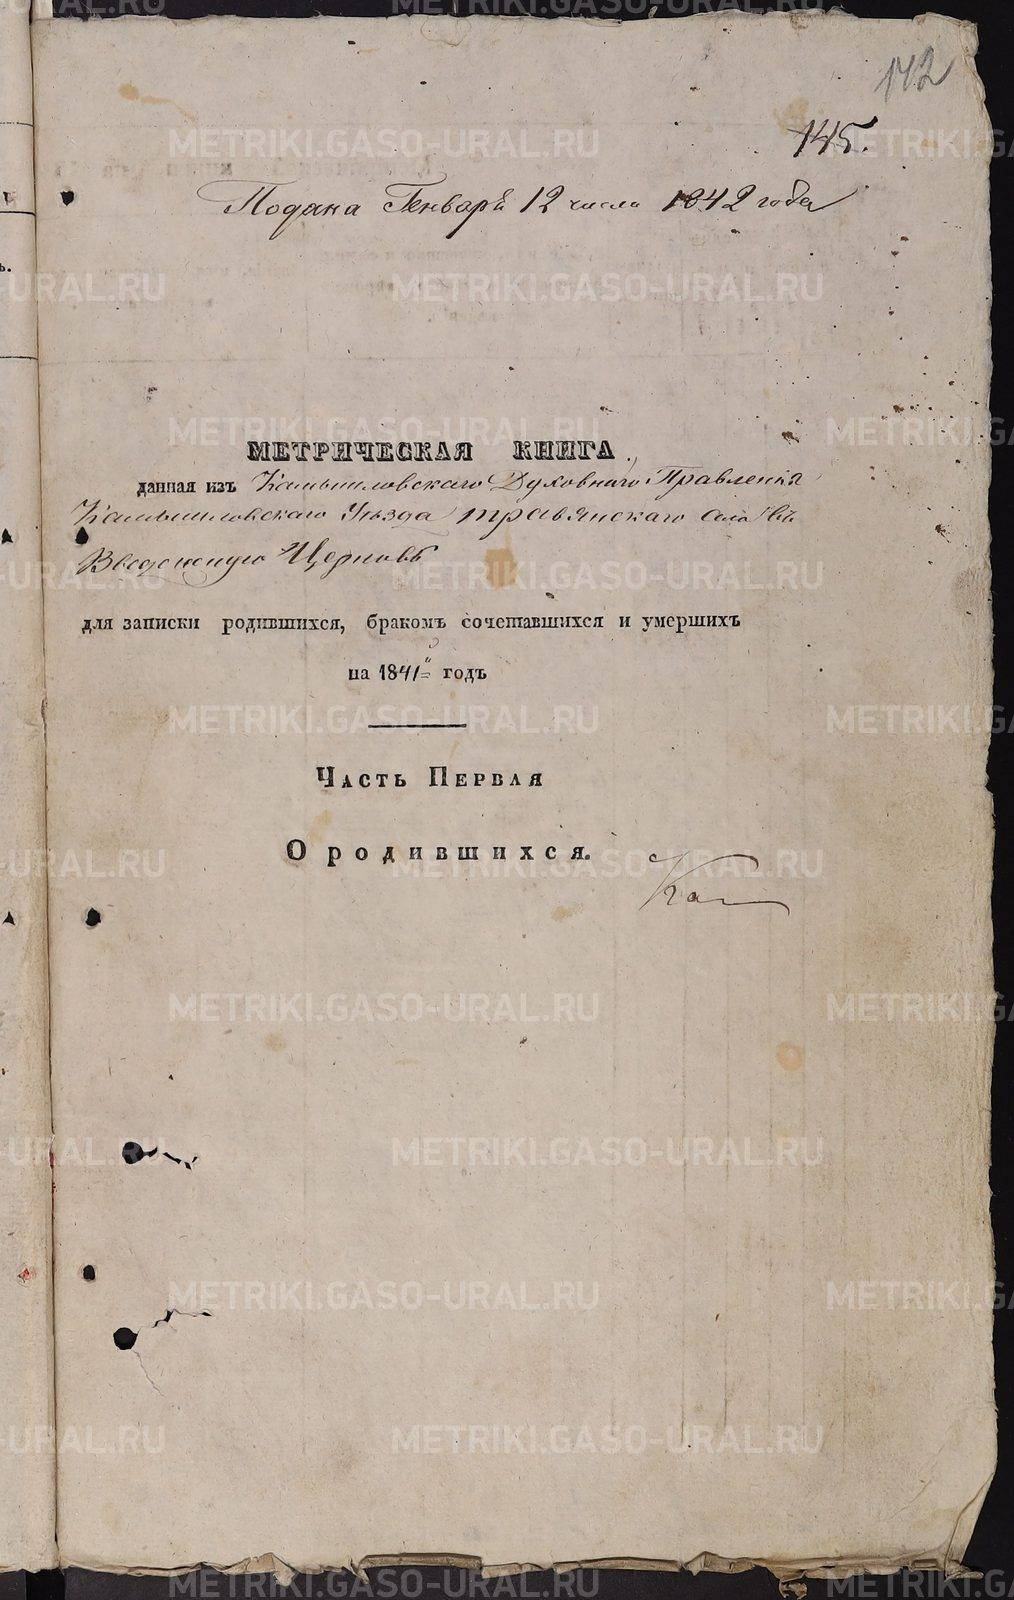 142
145.
Подана Генваря 12 числа 1842 года
МЕТРИЧЕСКАЯ КНИГА
данная изъ Камышловскаго Духовнаго Правленія
Камышловскаго Уѣзда травянскаго села въ
Введенскую Церковь
для записки родившихся, бракомъ сочетавшихся и умершихъ
на 1841й годъ
Часть Первая
О родившихся.
Ка
METRIKI.GASO-URAL.RU